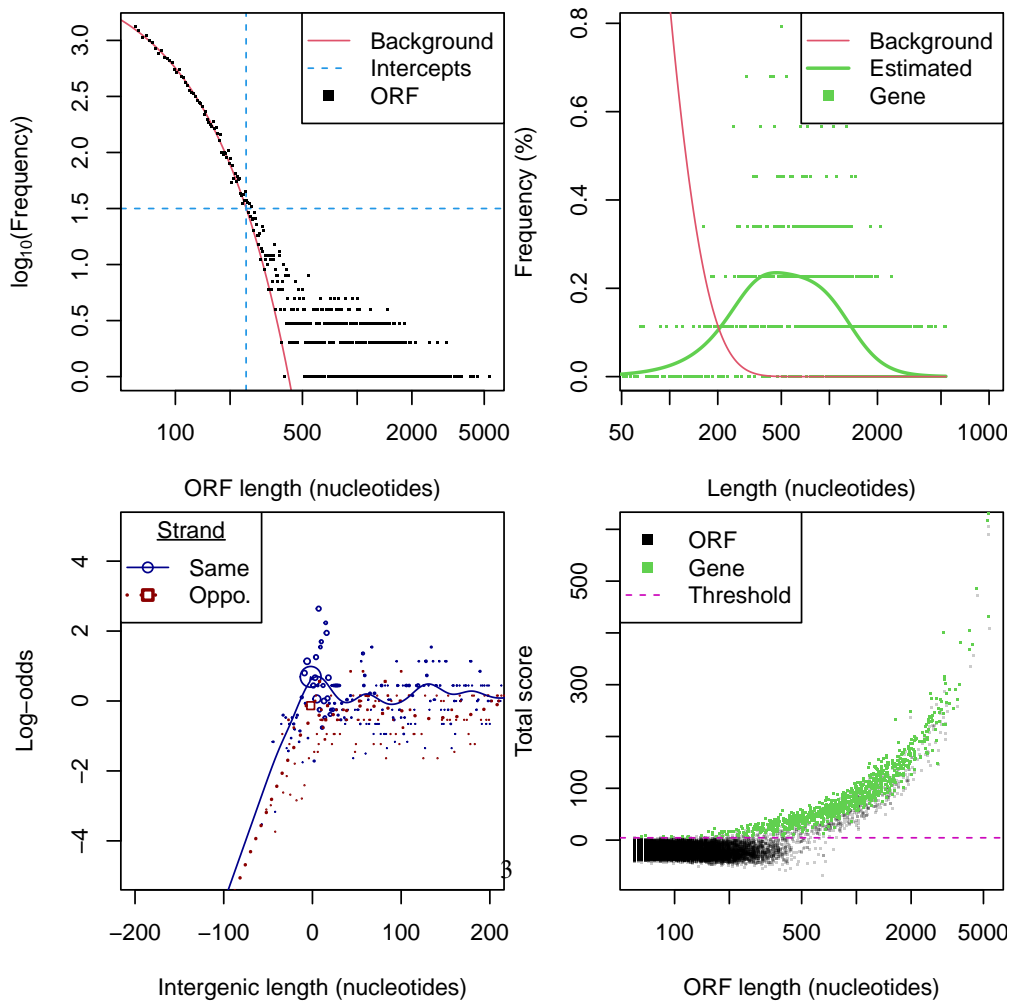 log10(Frequency)
0.0 0.5 1.0 1.5 2.0 2.5 3.0
Background
Intercepts
ORF
100 500 2000 5000
ORF length (nucleotides)
Frequency (%)
0.0 0.2 0.4 0.6 0.8
Background
Estimated
Gene
50 200 500 2000 1000
Length (nucleotides)
Log−odds
−4 −2 0 2 4
Strand
Same
Oppo.
3
−200 −100 0 100 200
Intergenic length (nucleotides)
Total score
0 100 300 500
ORF
Gene
Threshold
100 500 2000 5000
ORF length (nucleotides)